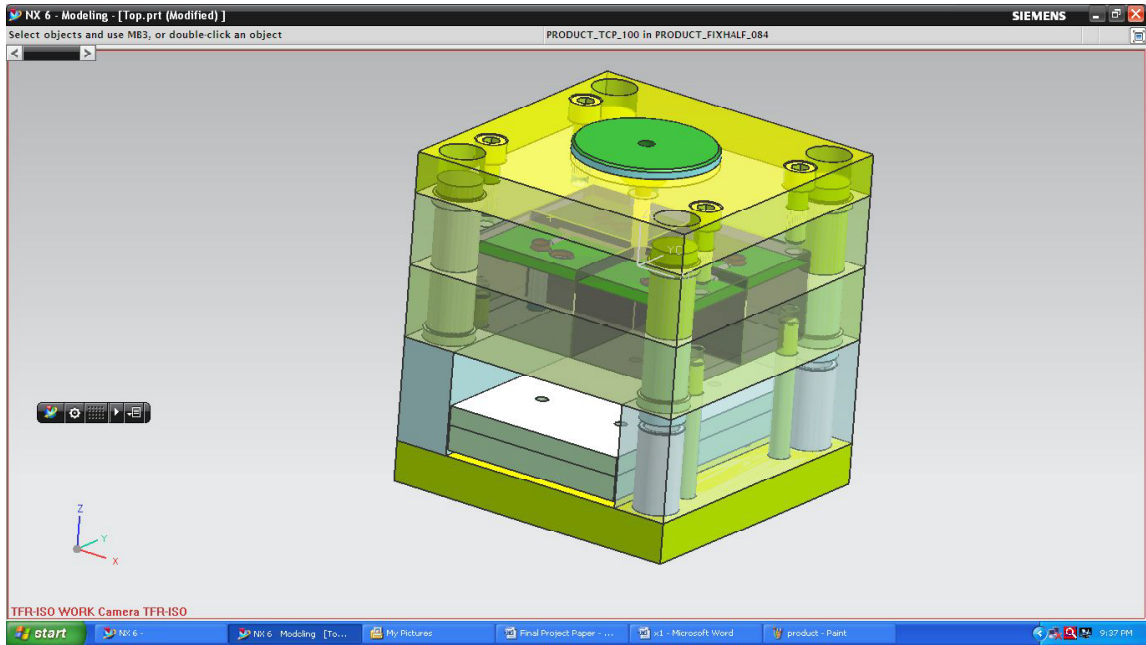 NX 6 - Modeling - [Top.prt (Modified) ]
SIEMENS
Select objects and use MB3, or double-click an object
PRODUCT_TCP_100 in PRODUCT_FIXHALF_084
Z
Y
X
TFR-ISO WORK Camera TFR-ISO
start
NX 6 -
NX 6 Modeling [To...
My Pictures
Final Project Paper - ...
x1 - Microsoft Word
product - Paint
9:37 PM